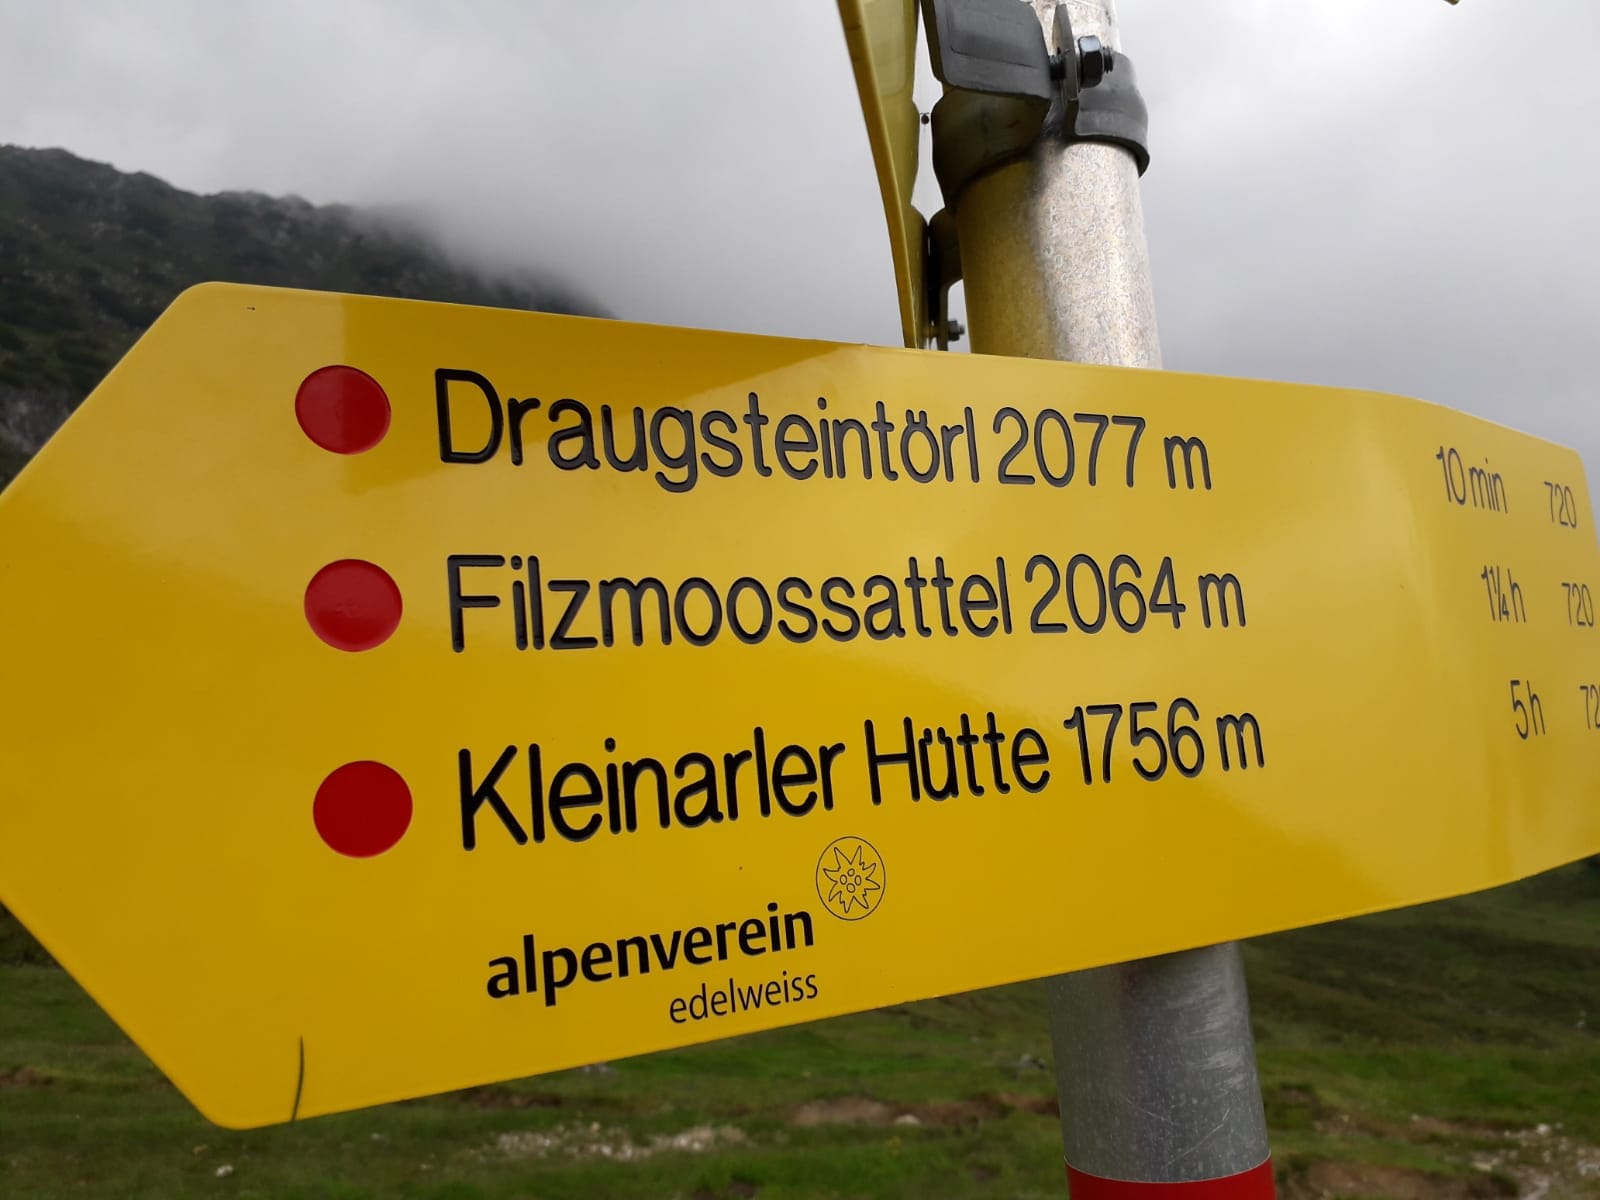 Draugsteintörl 2077 m 10 min 720
Filzmoossattel 2064 m 1¼ h 720
Kleinarler Hütte 1756 m 5 h
alpenverein
edelweiss